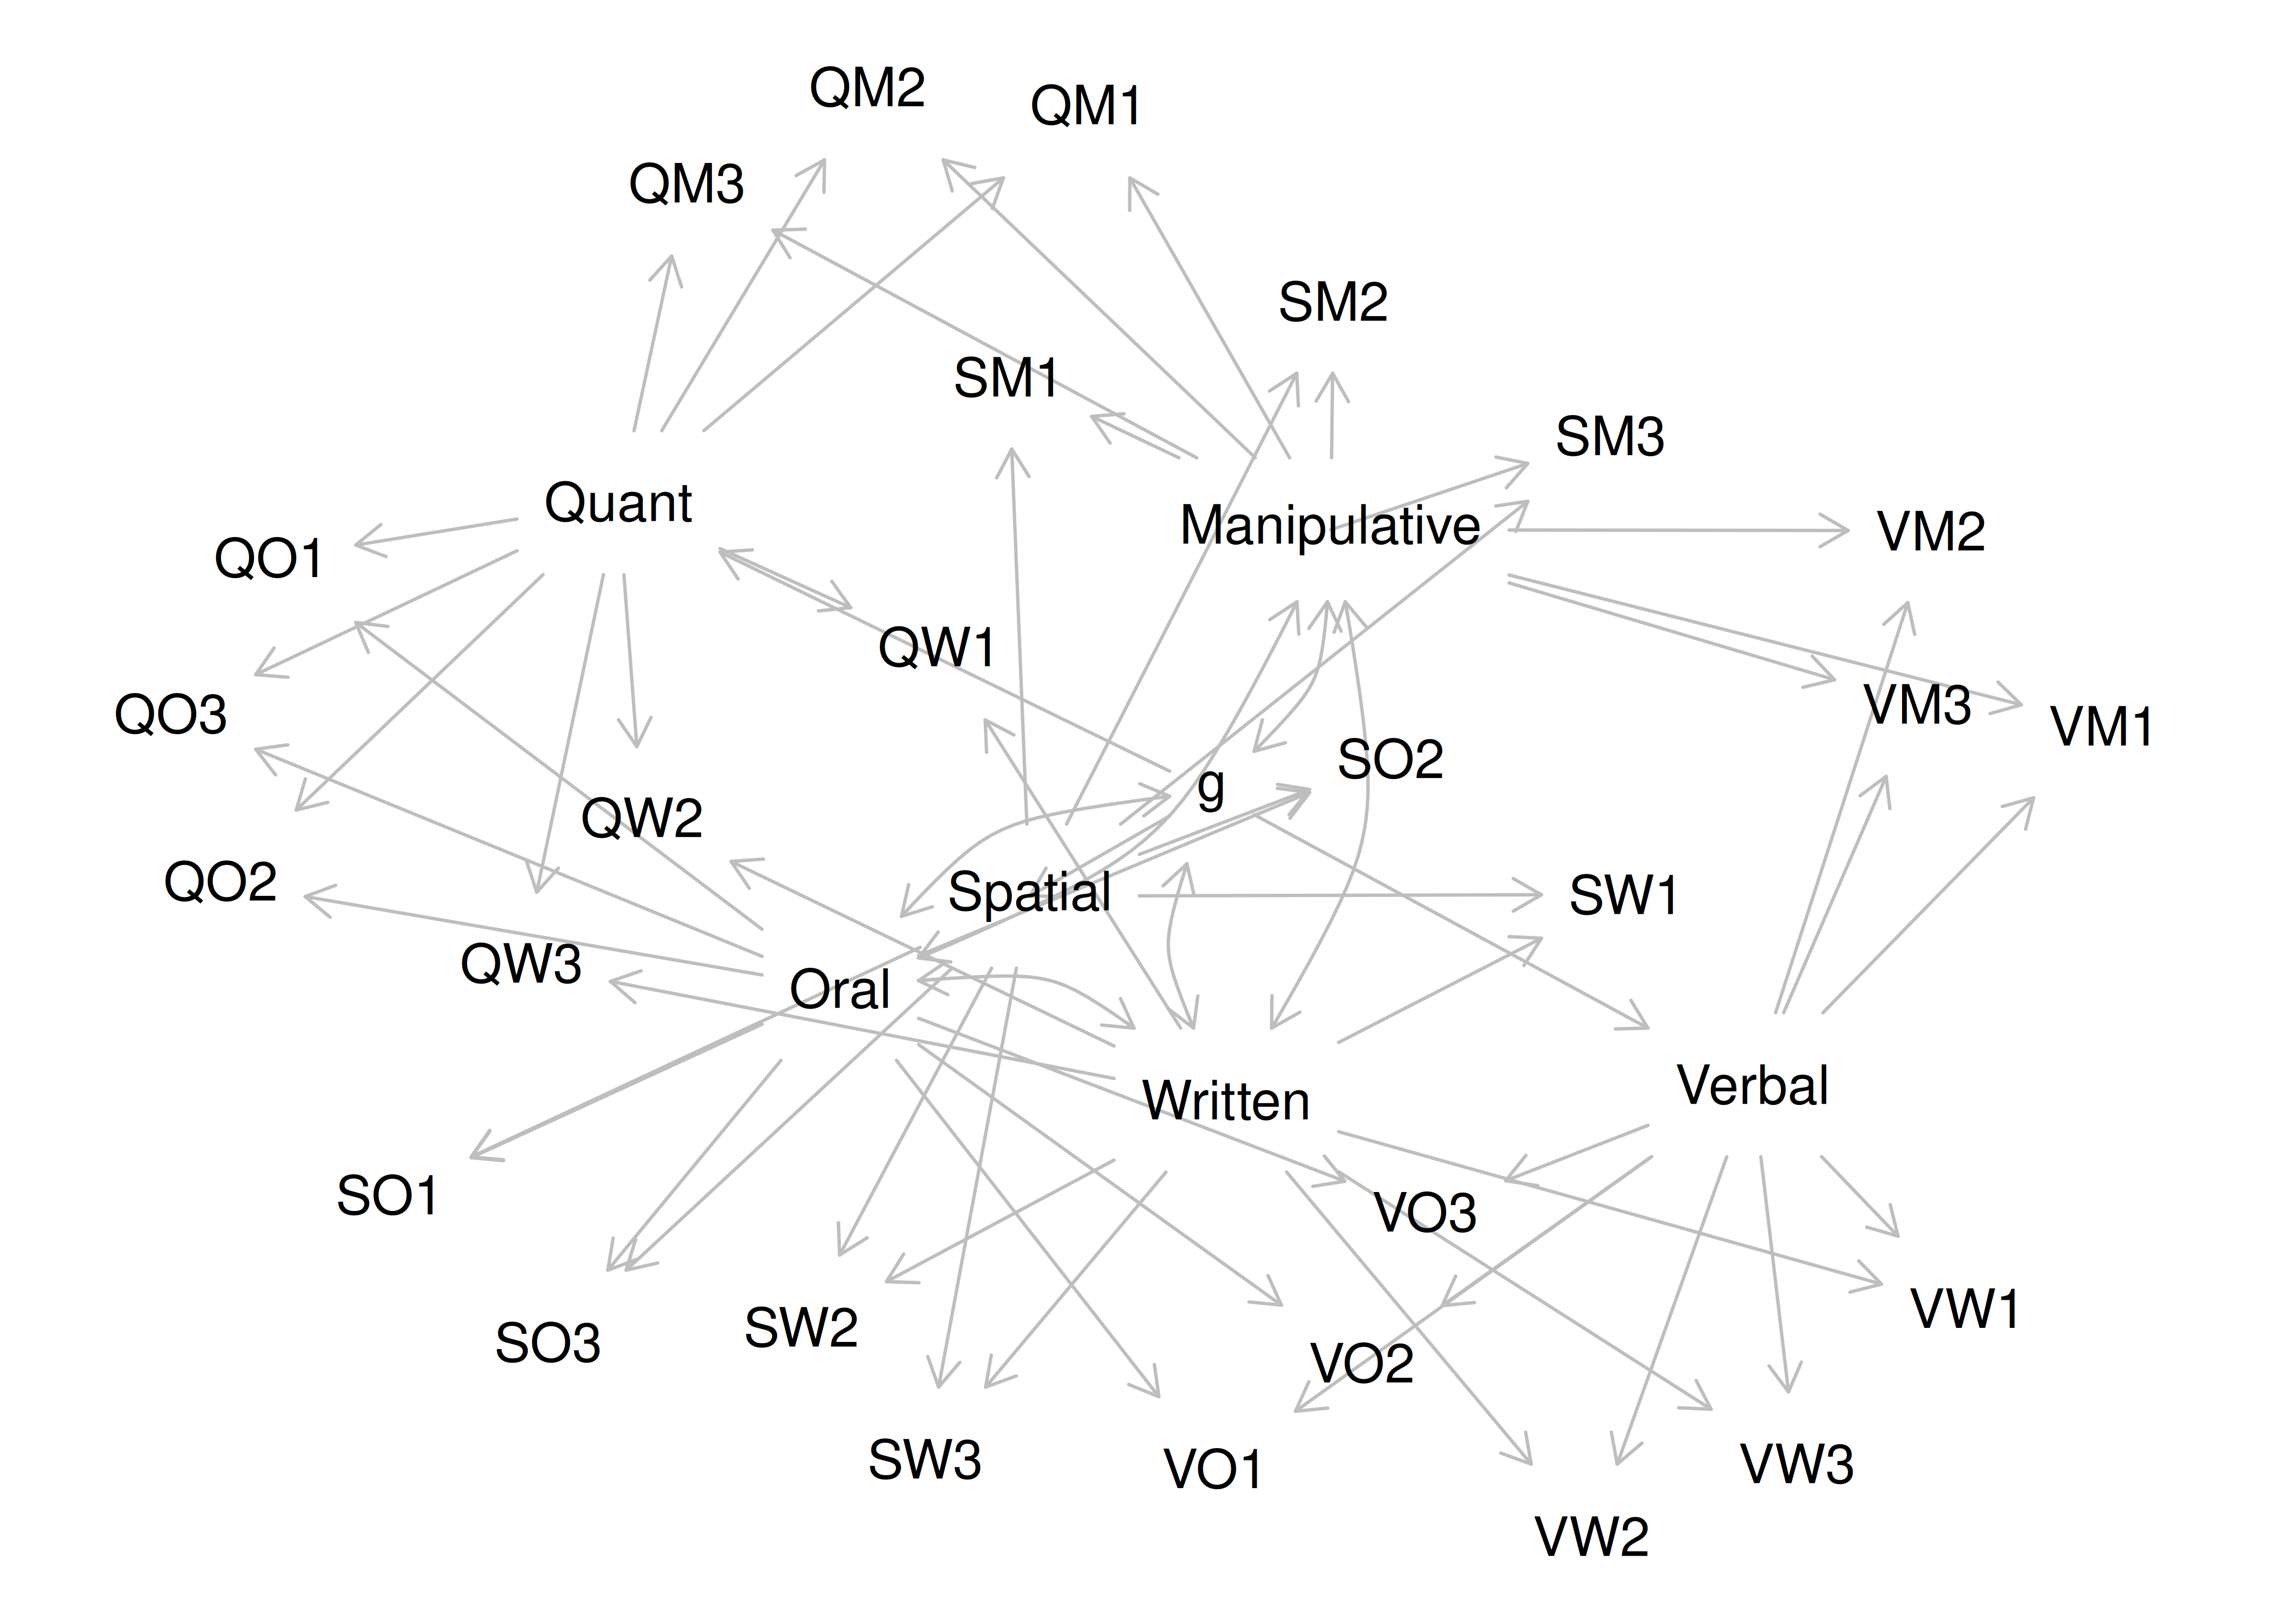 QM2
QM1
QM3
SM2
SM1
SM3
Quant
Manipulative
VM2
QO1
QW1
VM3
QO3
VM1
SO2
g
QW2
QO2
Spatial
SW1
QW3
Oral
Verbal
Written
SO1
VO3
VW1
SW2
SO3
VO2
SW3
VO1
VW3
VW2